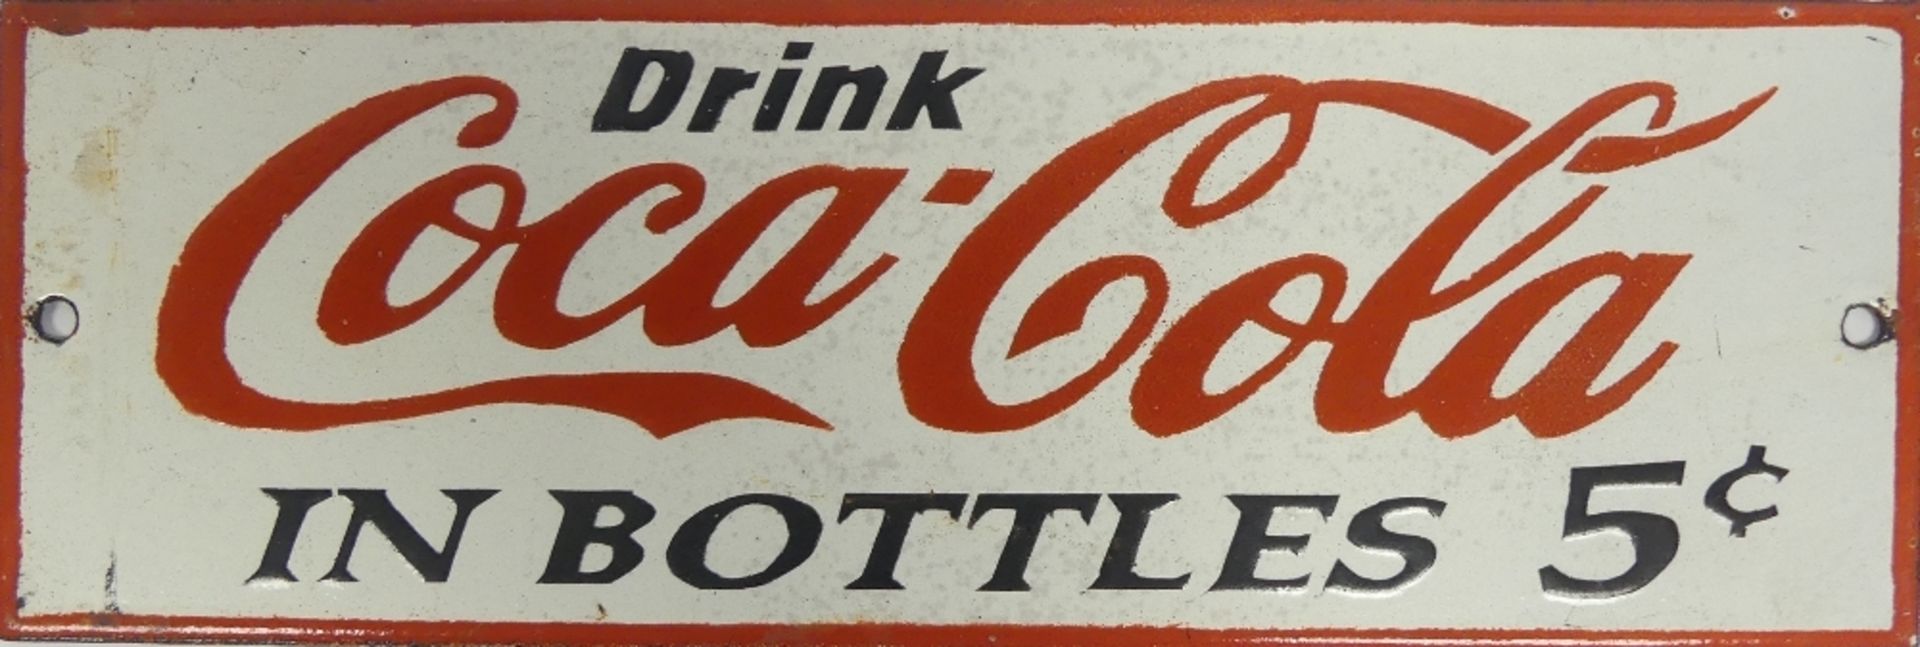 Drink
Coca-Cola
IN BOTTLES 5¢